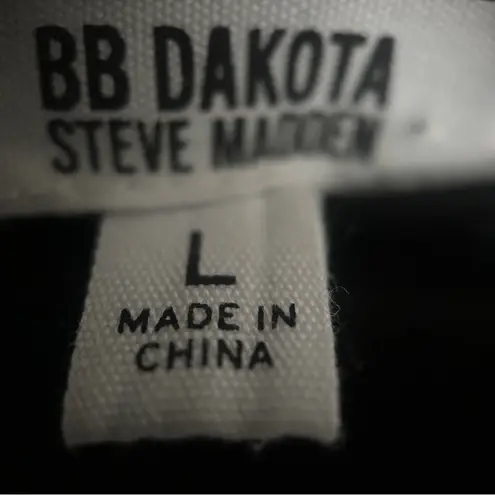 BB DAKOTA
STEVE MADDEN
L
MADE IN
CHINA